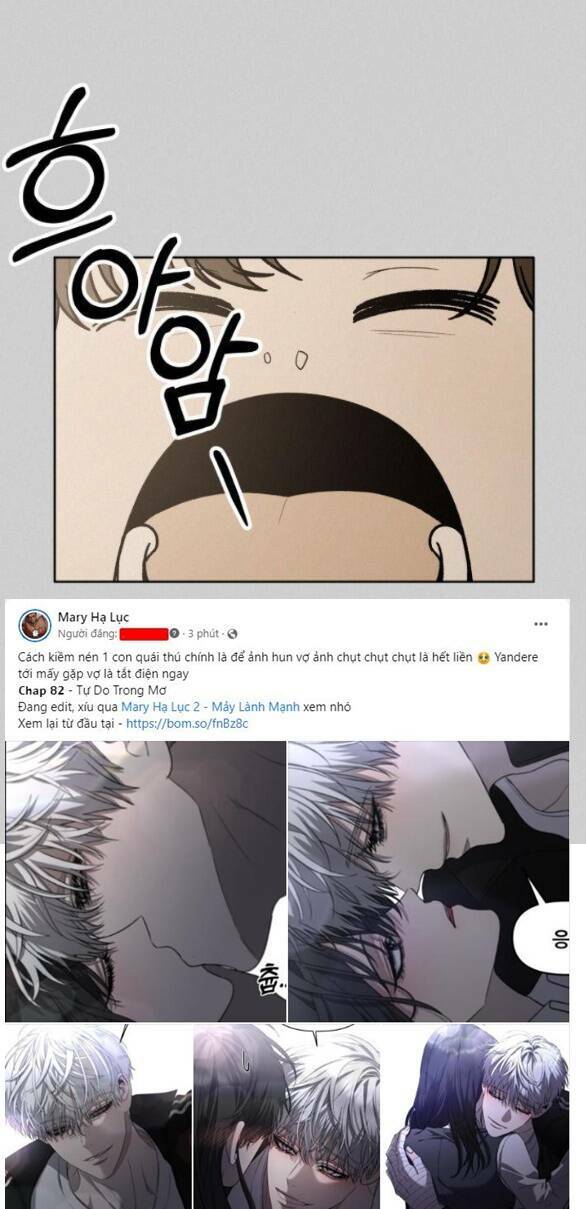 흐아암
Mary Hạ Lục
Người đăng: · 3 phút ·
Cách kiềm nén 1 con quái thú chính là để ảnh hun vợ ảnh chụt chụt chụt là hết liền 🥹 Yandere
tới mấy gặp vợ là tắt điện ngay
Chap 82 - Tự Do Trong Mơ
Đang edit, xíu qua Mary Hạ Lục 2 - Mảy Lành Mạnh xem nhó
Xem lại từ đầu tại - https://bom.so/fnBz8c
츕..
응